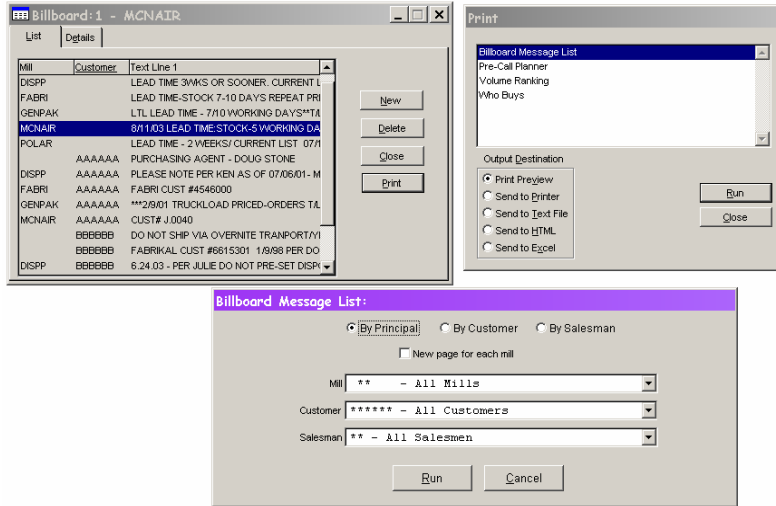 Billboard:1 - MCNAIR
List Details
Mill Customer Text Line 1
DISPP LEAD TIME 3WKS OR SOONER. CURRENT L
FABRI LEAD TIME-STOCK 7-10 DAYS REPEAT PRI
GENPAK LTL LEAD TIME - 7/10 WORKING DAYS**T/L
MCNAIR 8/11/03 LEAD TIME:STOCK-5 WORKING DA
POLAR LEAD TIME - 2 WEEKS/ CURRENT LIST 07/1
AAAAAA PURCHASING AGENT - DOUG STONE
DISPP AAAAAA PLEASE NOTE PER KEN AS OF 07/06/01- M
FABRI AAAAAA FABRI CUST #4546000
GENPAK AAAAAA ***2/9/01 TRUCKLOAD PRICED-ORDERS T/L
MCNAIR AAAAAA CUST# J.0040
BBBBBB DO NOT SHIP VIA OVERNITE TRANPORT/YI
BBBBBB FABRIKAL CUST #6615301 1/9/98 PER DO
DISPP BBBBBB 6.24.03 - PER JULIE DO NOT PRE-SET DISP
New
Delete
Close
Print
Print
Billboard Message List
Pre-Call Planner
Volume Ranking
Who Buys
Output Destination
Print Preview
Send to Printer
Send to Text File
Send to HTML
Send to Excel
Run
Close
Billboard Message List:
By Principal By Customer By Salesman
New page for each mill
Mill ** - All Mills
Customer ****** - All Customers
Salesman ** - All Salesmen
Run Cancel